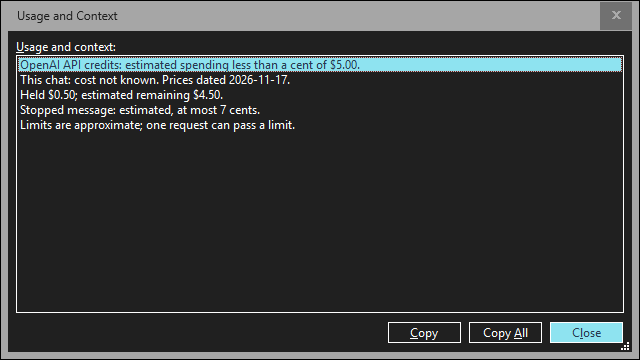 Usage and Context
Usage and context:
OpenAI API credits: estimated spending less than a cent of $5.00.
This chat: cost not known. Prices dated 2026-11-17.
Held $0.50; estimated remaining $4.50.
Stopped message: estimated, at most 7 cents.
Limits are approximate; one request can pass a limit.
Copy
Copy All
Close